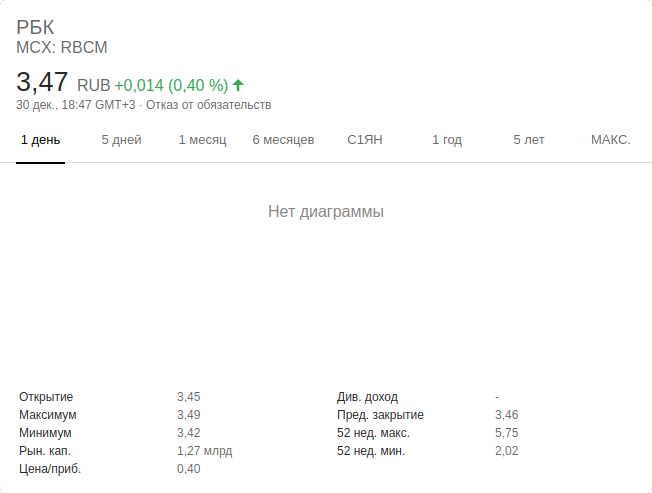 РБК
MCX: RBCM
3,47 RUB +0,014 (0,40 %)
30 дек., 18:47 GMT+3 · Отказ от обязательств
1 день 5 дней 1 месяц 6 месяцев С1ЯН 1 год 5 лет МАКС.
Нет диаграммы
Открытие 3,45 Див. доход -
Максимум 3,49 Пред. закрытие 3,46
Минимум 3,42 52 нед. макс. 5,75
Рын. кап. 1,27 млрд 52 нед. мин. 2,02
Цена/приб. 0,40